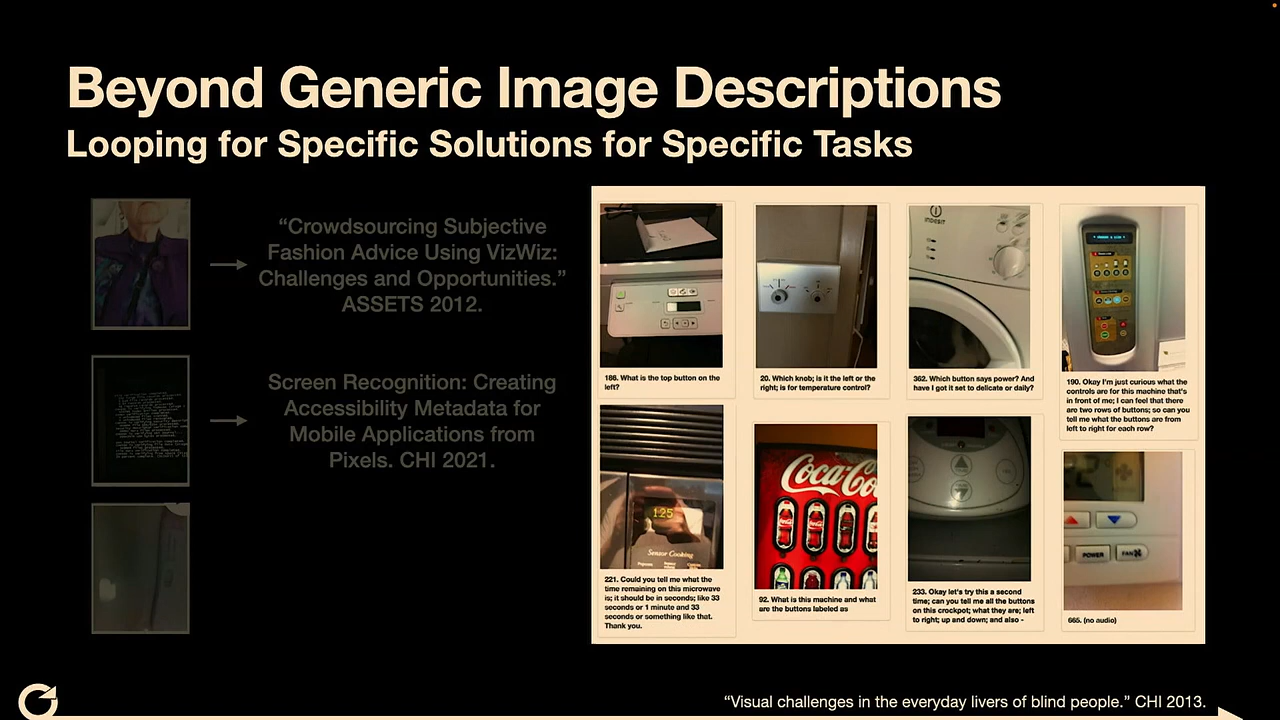 Beyond Generic Image Descriptions
Looping for Specific Solutions for Specific Tasks
“Crowdsourcing Subjective
Fashion Advice Using VizWiz:
Challenges and Opportunities.”
ASSETS 2012.
Screen Recognition: Creating
Accessibility Metadata for
Mobile Applications from
Pixels. CHI 2021.
186. What is the top button on the
left?
20. Which knob; is it the left or the
right; is for temperature control?
INDESIT
362. Which button says power? And
have I got it set to delicate or daily?
190. Okay I'm just curious what the
controls are for this machine that's
in front of me; I can feel that there
are two rows of buttons; so can you
tell me what the buttons are from
left to right for each row?
125
Sensor Cooking
221. Could you tell me what the
time remaining on this microwave
is; it should be in seconds; like 33
seconds or 1 minute and 33
seconds or something like that.
Thank you.
Coca-Co
92. What is this machine and what
are the buttons labeled as
233. Okay let's try this a second
time; can you tell me all the buttons
on this crockpot; what they are; left
to right; up and down; and also -
POWER
FAN
665. (no audio)
“Visual challenges in the everyday livers of blind people.” CHI 2013.